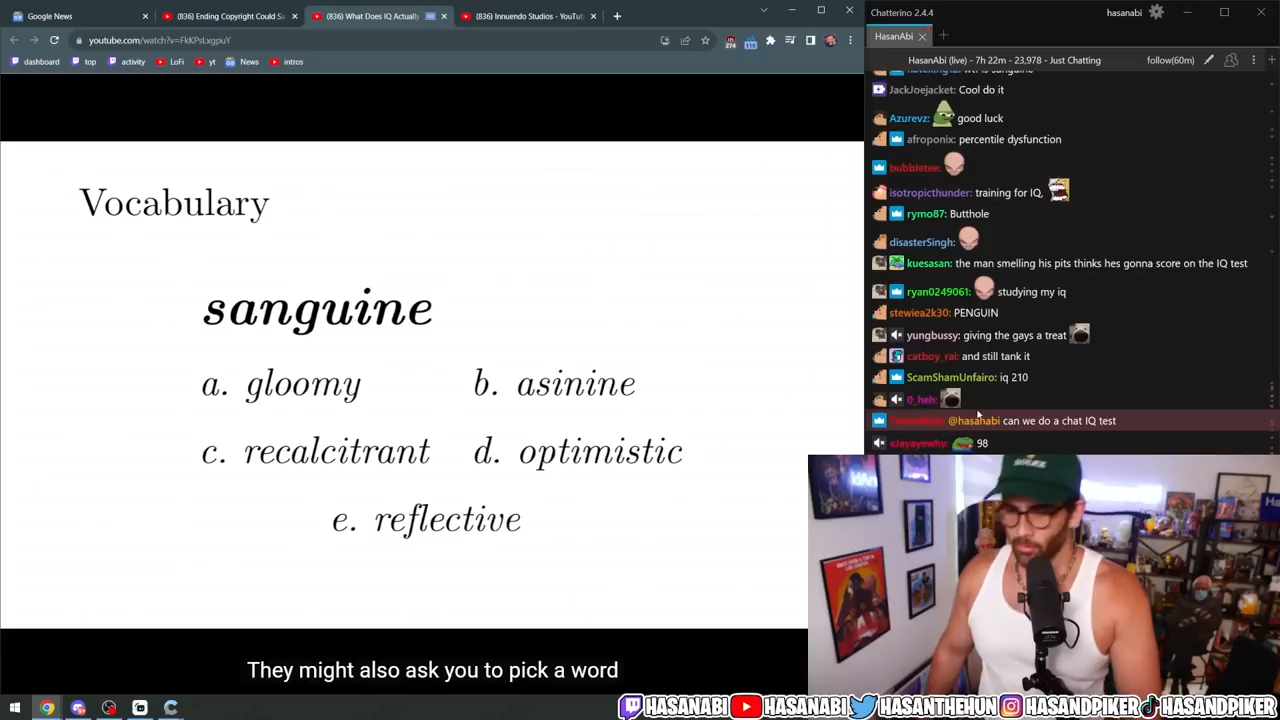 Google News
(836) Ending Copyright Could Sa
(836) What Does IQ Actually
(836) Innuendo Studios - YouTub
youtube.com/watch?v=FkKPsLxgpuY
274
110
dashboard
top
activity
LoFi
yt
News
intros
Vocabulary
sanguine
a. gloomy
b. asinine
c. recalcitrant
d. optimistic
e. reflective
They might also ask you to pick a word
Chatterino 2.4.4
hasanabi
HasanAbi
HasanAbi (live) - 7h 22m - 23,978 - Just Chatting
follow(60m)
JackJoejacket: Cool do it
Azurevz: good luck
afroponix: percentile dysfunction
bubbletee:
isotropicthunder: training for IQ,
rymo87: Butthole
disasterSingh:
kuesasan: the man smelling his pits thinks hes gonna score on the IQ test
ryan0249061: studying my iq
stewiea2k30: PENGUIN
yungbussy: giving the gays a treat
catboy_rai: and still tank it
ScamShamUnfairo: iq 210
0_heh:
@hasanabi can we do a chat IQ test
xJayayewhy: 98
HASANABI
HASANABI
HASANTHEHUN
HASANDPIKER
HASANDPIKER